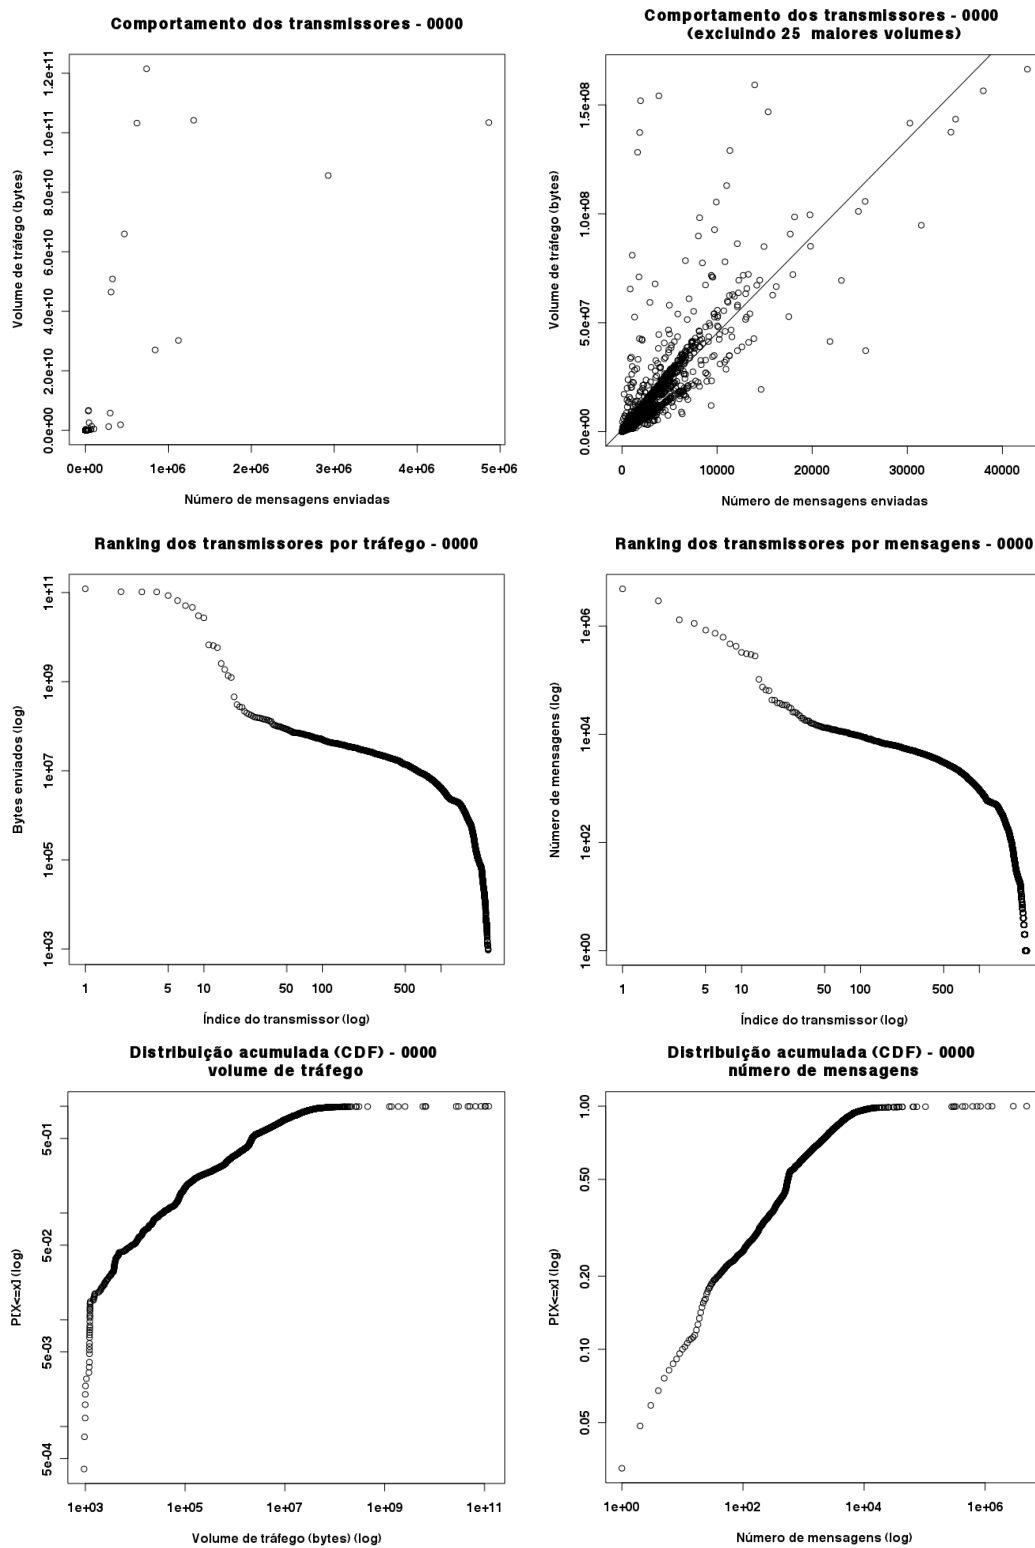 Comportamento dos transmissores - 0000
Volume de tráfego (bytes)
0.0e+00 2.0e+10 4.0e+10 6.0e+10 8.0e+10 1.0e+11 1.2e+11
0e+00 1e+06 2e+06 3e+06 4e+06 5e+06
Número de mensagens enviadas
Comportamento dos transmissores - 0000
(excluindo 25 maiores volumes)
Volume de tráfego (bytes)
0.0e+00 5.0e+07 1.0e+08 1.5e+08
0 10000 20000 30000 40000
Número de mensagens enviadas
Ranking dos transmissores por tráfego - 0000
Bytes enviados (log)
1e+03 1e+05 1e+07 1e+09 1e+11
1 5 10 50 100 500
Índice do transmissor (log)
Ranking dos transmissores por mensagens - 0000
Número de mensagens (log)
1e+00 1e+02 1e+04 1e+06
1 5 10 50 100 500
Índice do transmissor (log)
Distribuição acumulada (CDF) - 0000
volume de tráfego
P[X<=x] (log)
5e-04 5e-03 5e-02 5e-01
1e+03 1e+05 1e+07 1e+09 1e+11
Volume de tráfego (bytes) (log)
Distribuição acumulada (CDF) - 0000
número de mensagens
P[X<=x] (log)
0.05 0.10 0.20 0.50 1.00
1e+00 1e+02 1e+04 1e+06
Número de mensagens (log)